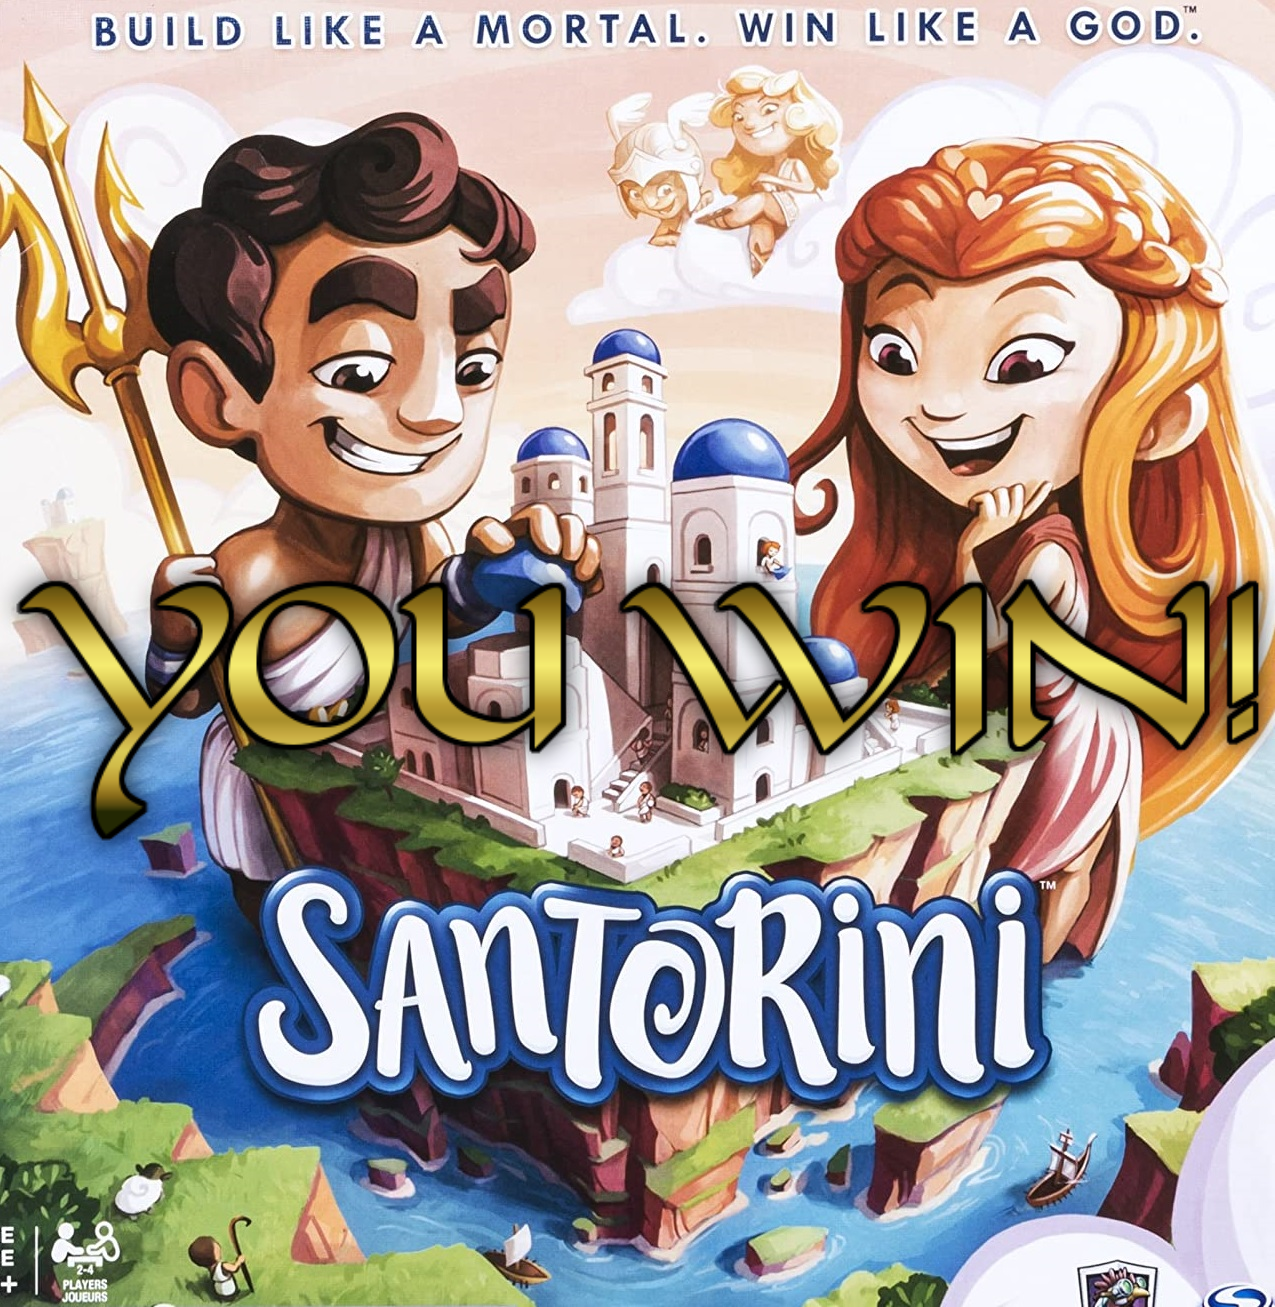 BUILD LIKE A MORTAL. WIN LIKE A GOD.™
YOU WIN!
SANTORINI™
E
E
+
2-4
PLAYERS
JOUEURS